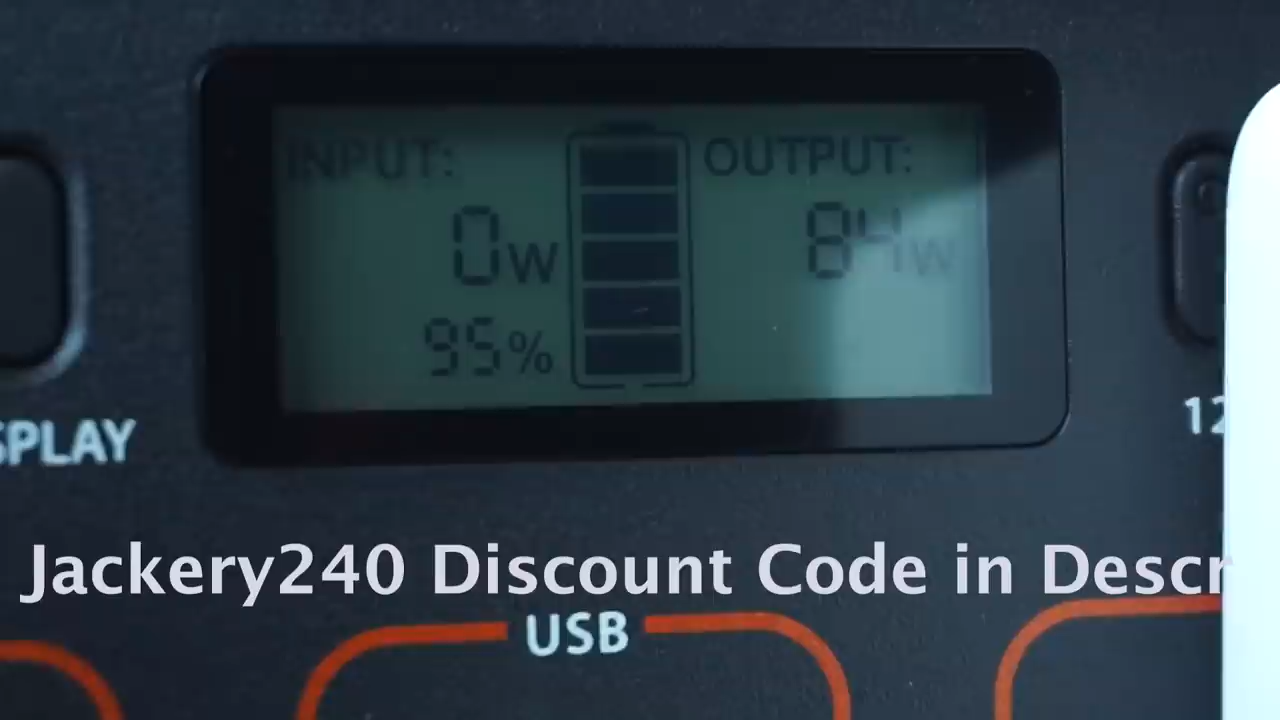 INPUT:
OUTPUT:
0W
84W
95%
SPLAY
12
Jackery240 Discount Code in Descr
USB